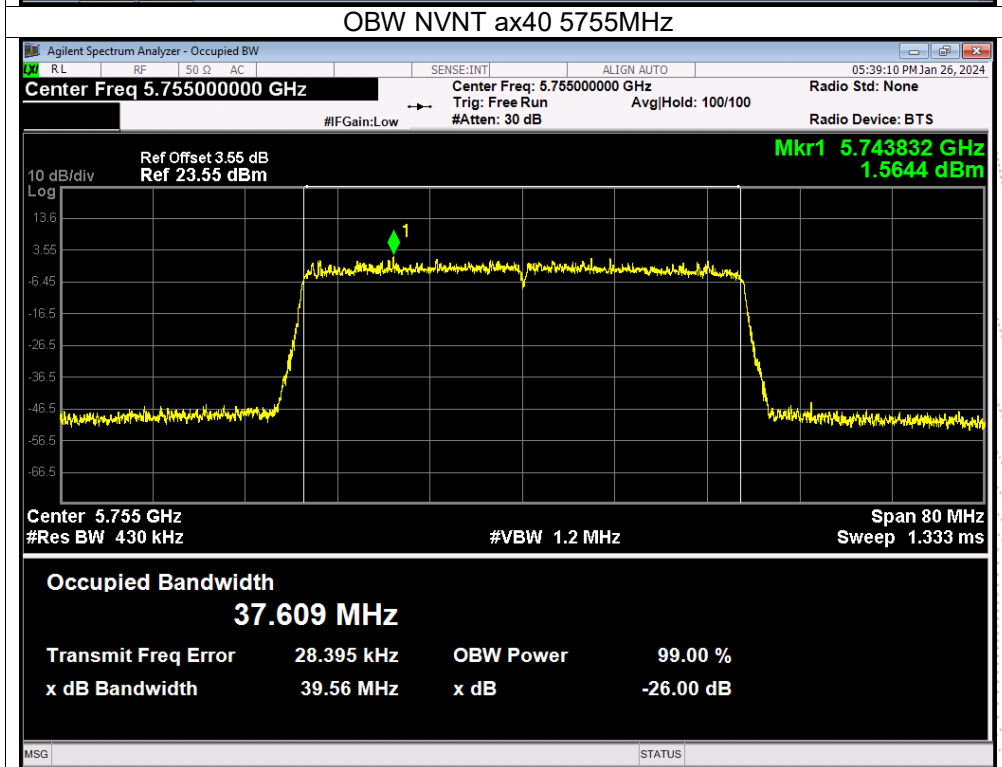 OBW NVNT ax40 5755MHz
Agilent Spectrum Analyzer - Occupied BW
LXI RL RF 50 Ω AC SENSE:INT ALIGN AUTO 05:39:10 PM Jan 26, 2024
Center Freq 5.755000000 GHz Center Freq: 5.755000000 GHz Radio Std: None
Trig: Free Run Avg|Hold: 100/100
#IFGain:Low #Atten: 30 dB Radio Device: BTS
Mkr1 5.743832 GHz
1.5644 dBm
Ref Offset 3.55 dB
10 dB/div Ref 23.55 dBm
Log
13.6
1
3.55
-6.45
-16.5
-26.5
-36.5
-46.5
-56.5
-66.5
Center 5.755 GHz Span 80 MHz
#Res BW 430 kHz #VBW 1.2 MHz Sweep 1.333 ms
Occupied Bandwidth
37.609 MHz
Transmit Freq Error 28.395 kHz OBW Power 99.00 %
x dB Bandwidth 39.56 MHz x dB -26.00 dB
MSG STATUS